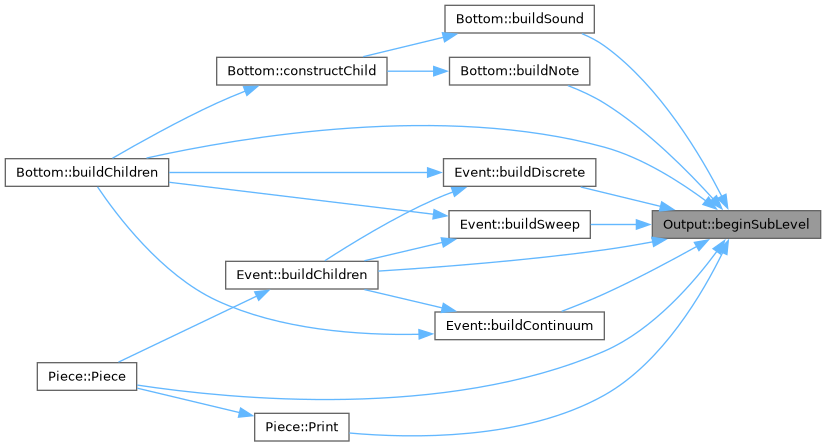 Bottom::buildSound
Bottom::constructChild
Bottom::buildNote
Bottom::buildChildren
Event::buildDiscrete
Event::buildSweep
Output::beginSubLevel
Event::buildChildren
Event::buildContinuum
Piece::Piece
Piece::Print